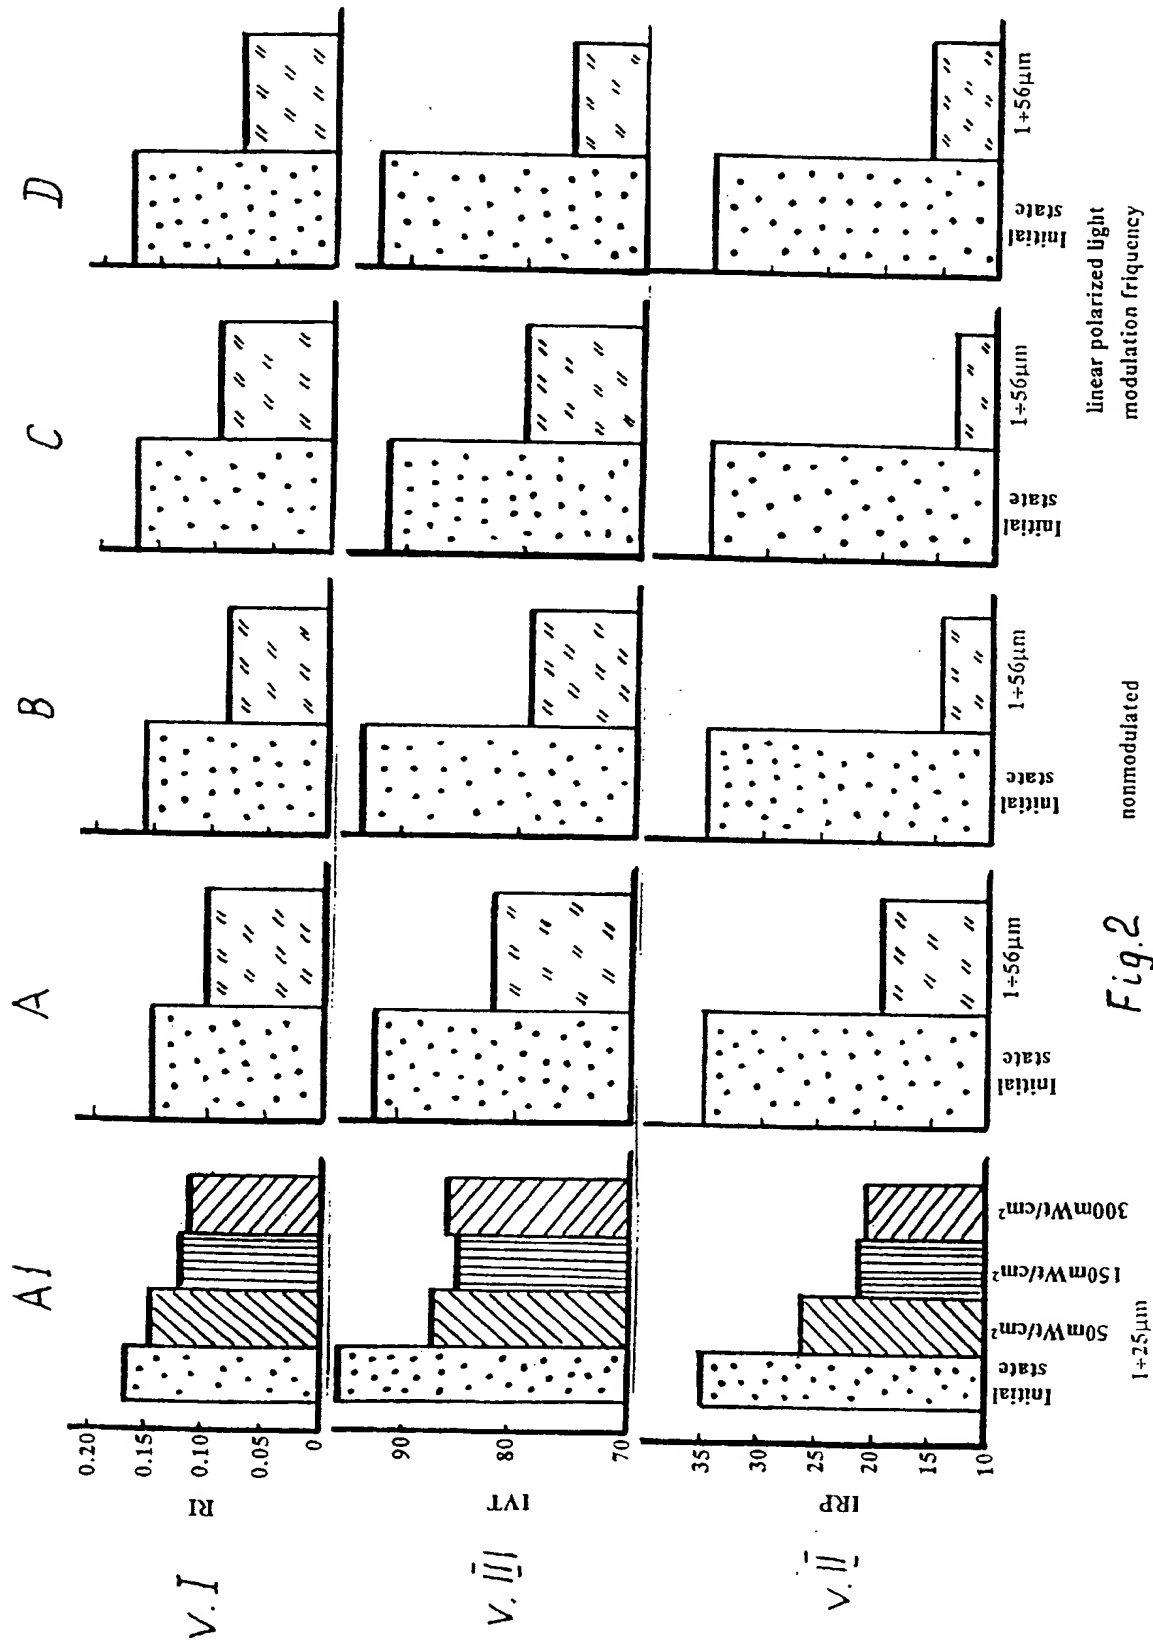 A1 A B C D
v. I
RI
0.20
0.15
0.10
0.05
0
v. III
IVT
90
80
70
v. II
IRP
35
30
25
20
15
10
Initial state
50mWt/cm²
150mWt/cm²
300mWt/cm²
Initial state
1÷56µm
Initial state
1÷56µm
Initial state
1÷56µm
Initial state
1÷56µm
1÷25µm
nonmodulated
linear polarized light
modulation friquency
Fig.2